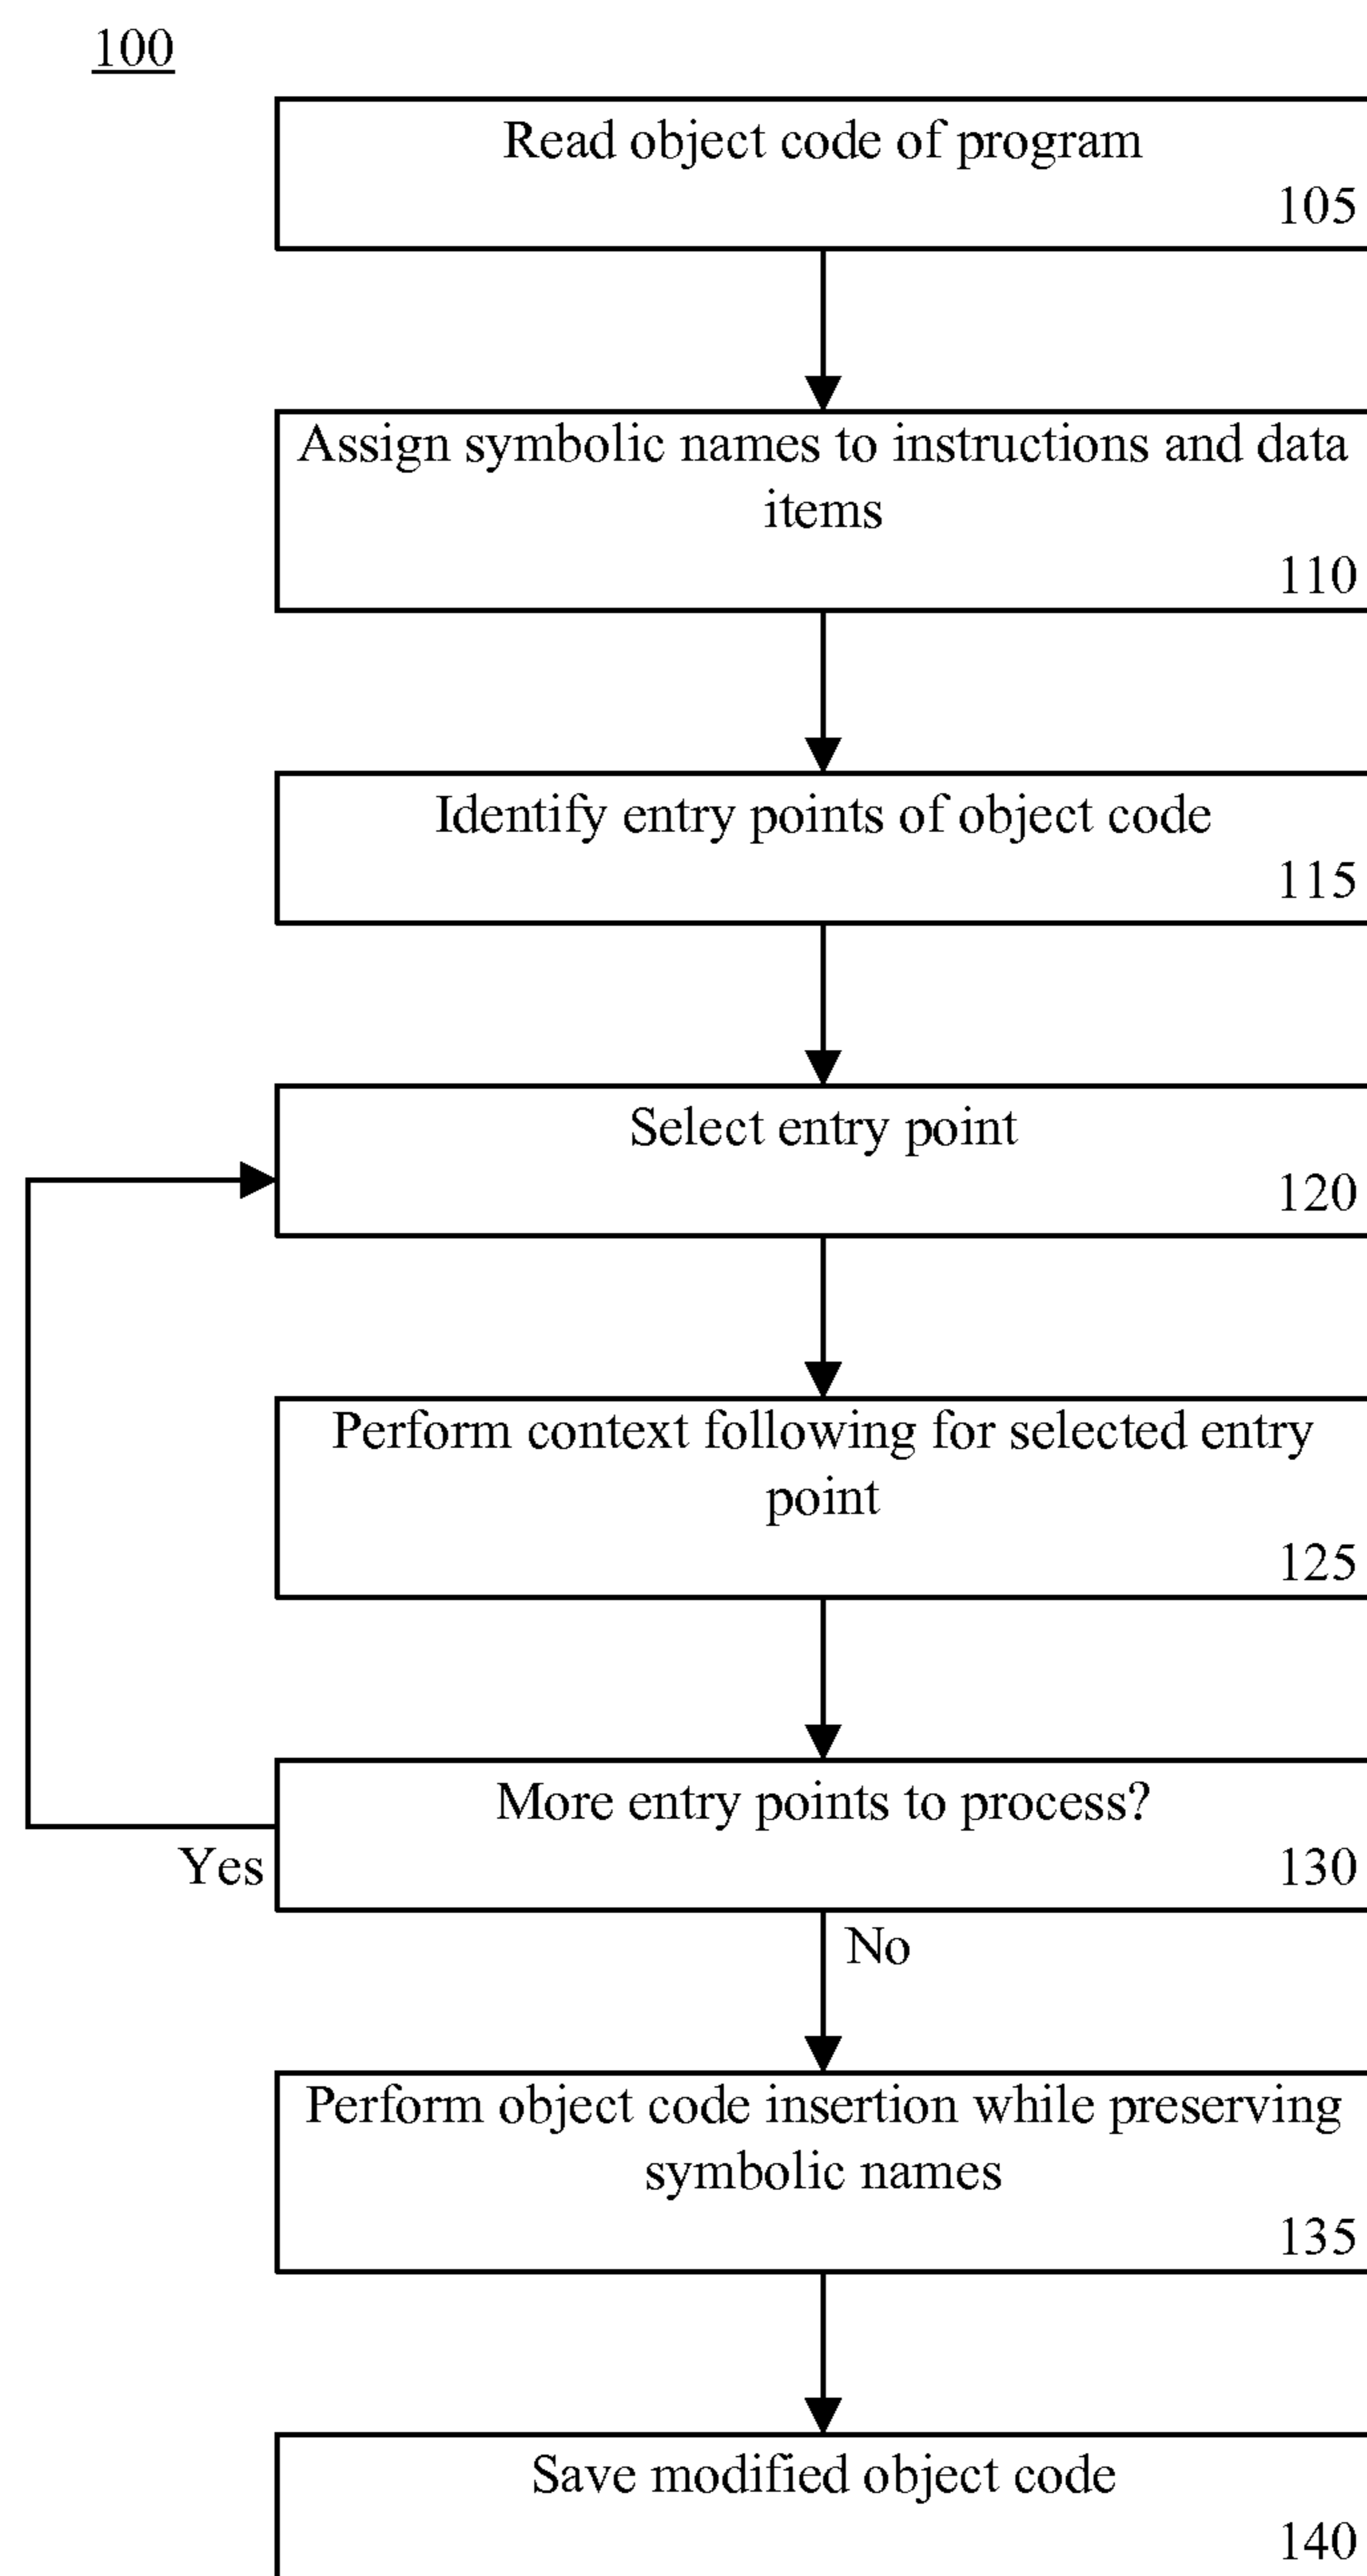 100
Read object code of program
105
Assign symbolic names to instructions and data
items
110
Identify entry points of object code
115
Select entry point
120
Perform context following for selected entry
point
125
More entry points to process?
130
Yes
No
Perform object code insertion while preserving
symbolic names
135
Save modified object code
140